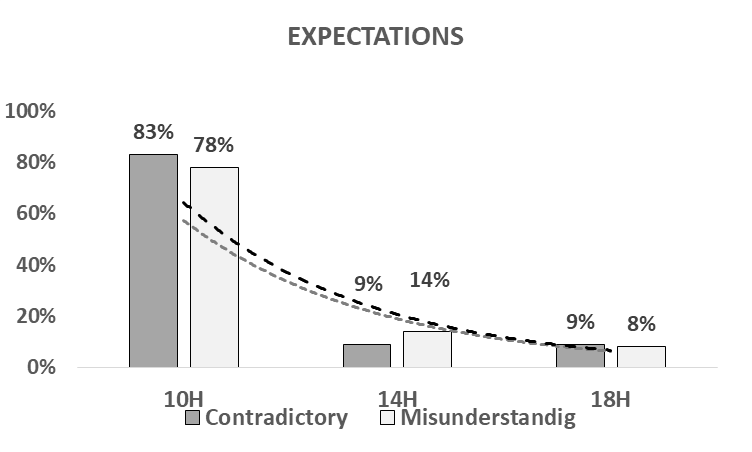 EXPECTATIONS
100%
80%
60%
40%
20%
0%
83%
78%
9%
14%
9%
8%
10H
14H
18H
Contradictory
Misunderstandig